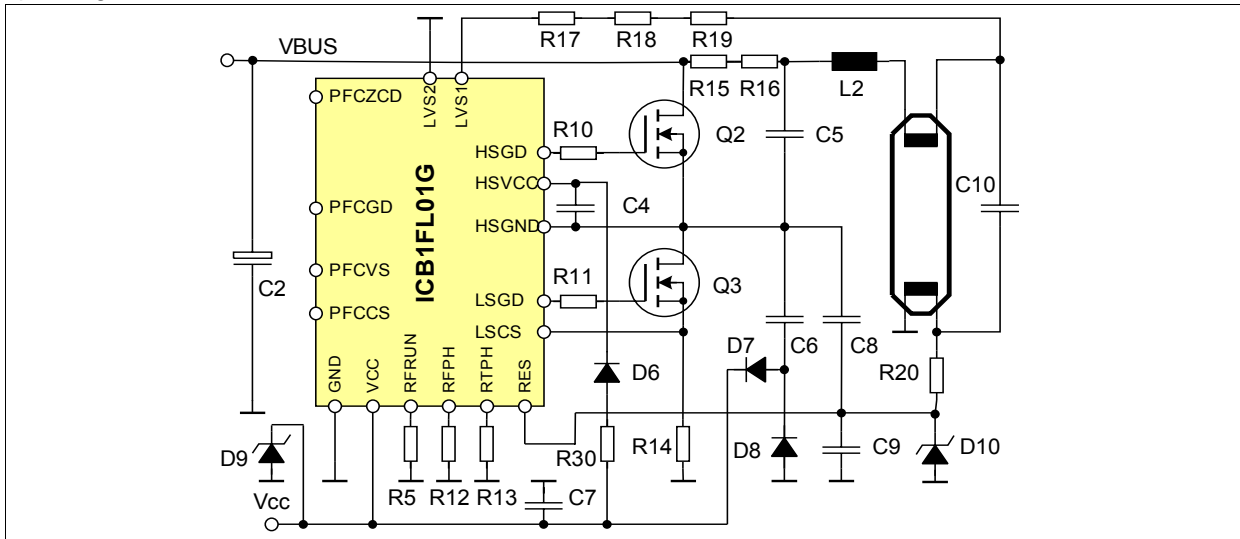 R17 R18 R19
VBUS
R15 R16 L2
PFCZCD
LVS2
LVS1
R10
HSGD
Q2
C5
C10
HSVCC
C4
PFCGD
HSGND
ICB1FL01G
C2
PFCVS
R11
Q3
LSGD
PFCCS
LSCS
D7 C6 C8
GND
VCC
RFRUN
RFPH
RTPH
RES
D6
R20
D9
R30
R14
D8
C9
D10
R5 R12 R13
C7
Vcc